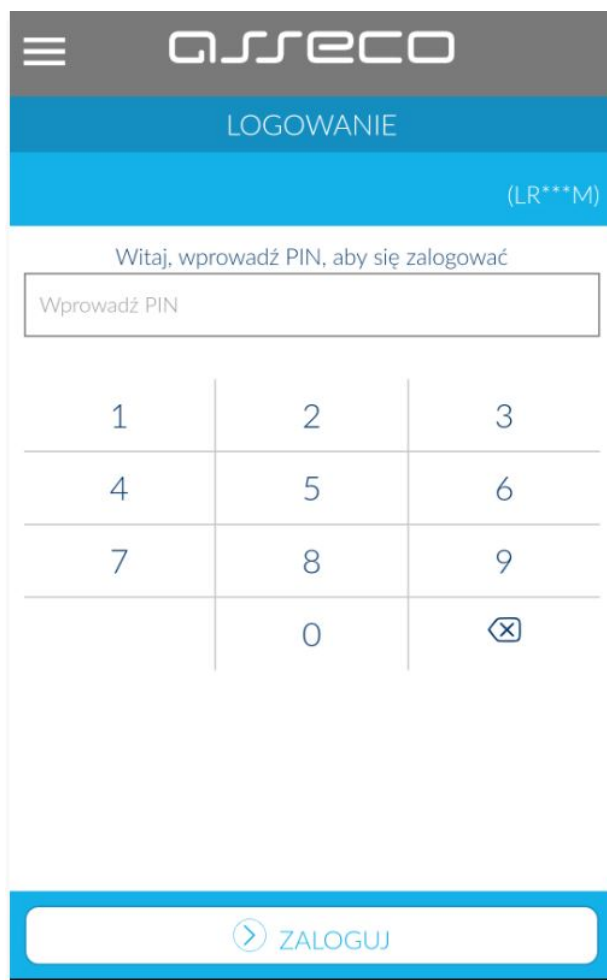 asseco
LOGOWANIE
(LR***M)
Witaj, wprowadź PIN, aby się zalogować
Wprowadź PIN
1 2 3
4 5 6
7 8 9
0
ZALOGUJ